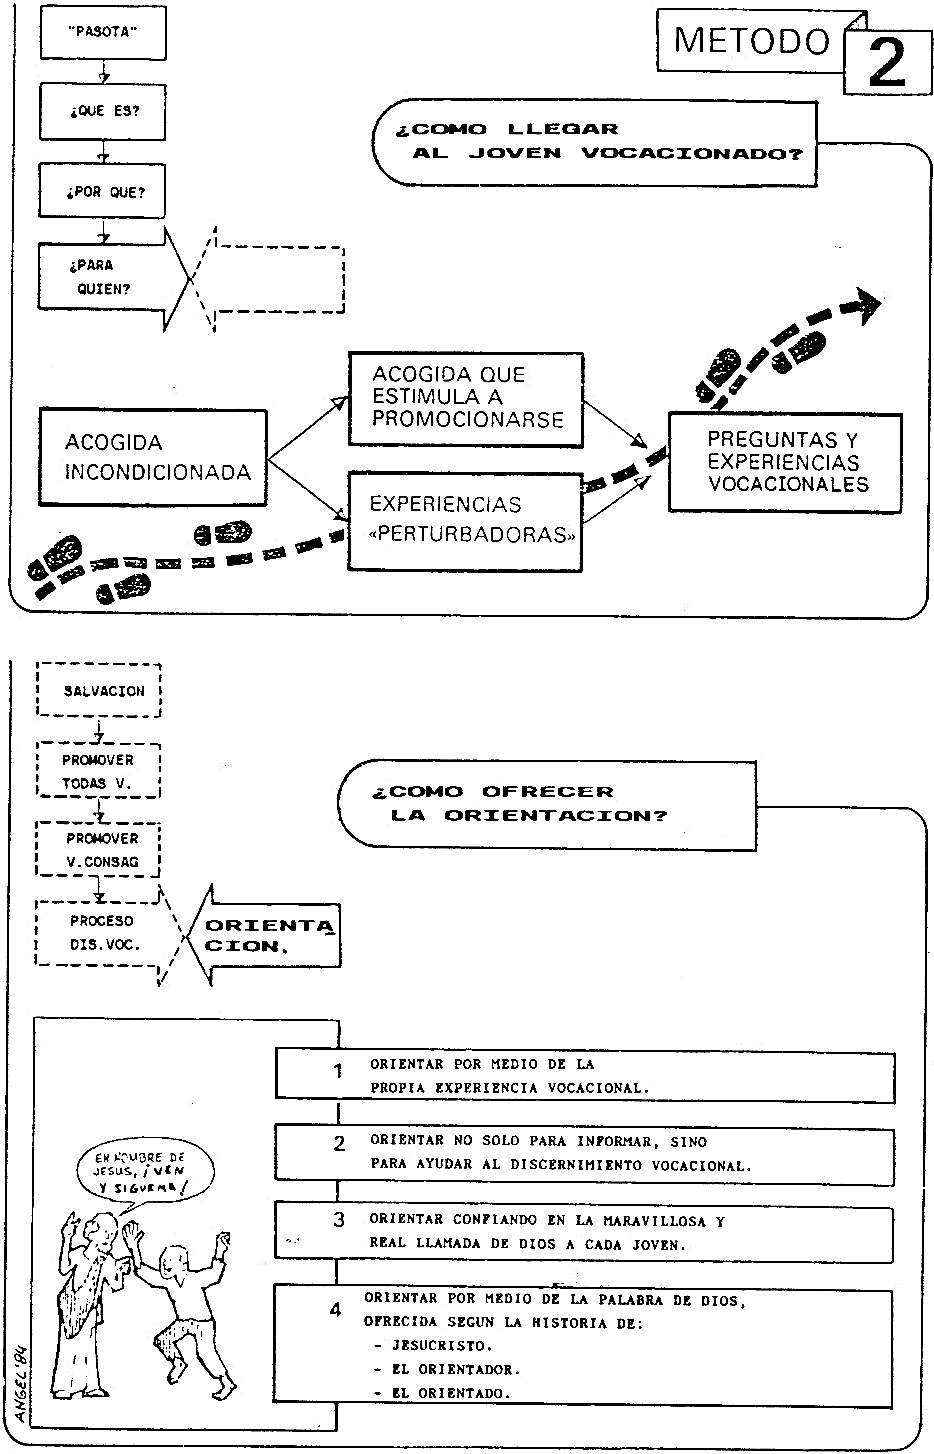 "PASOTA"
¿QUE ES?
¿POR QUE?
¿PARA
QUIEN?
METODO
2
¿COMO LLEGAR
AL JOVEN VOCACIONADO?
ACOGIDA
INCONDICIONADA
ACOGIDA QUE
ESTIMULA A
PROMOCIONARSE
EXPERIENCIAS
«PERTURBADORAS»
PREGUNTAS Y
EXPERIENCIAS
VOCACIONALES
SALVACION
PROMOVER
TODAS V.
PROMOVER
V.CONSAG
PROCESO
DIS.VOC.
ORIENTA
CION.
¿COMO OFRECER
LA ORIENTACION?
EN NOMBRE DE
JESUS, ¡VEN
Y SIGUEME!
1 ORIENTAR POR MEDIO DE LA
PROPIA EXPERIENCIA VOCACIONAL.
2 ORIENTAR NO SOLO PARA INFORMAR, SINO
PARA AYUDAR AL DISCERNIMIENTO VOCACIONAL.
3 ORIENTAR CONFIANDO EN LA MARAVILLOSA Y
REAL LLAMADA DE DIOS A CADA JOVEN.
4 ORIENTAR POR MEDIO DE LA PALABRA DE DIOS,
OFRECIDA SEGUN LA HISTORIA DE:
- JESUCRISTO.
- EL ORIENTADOR.
- EL ORIENTADO.
ANGEL'84